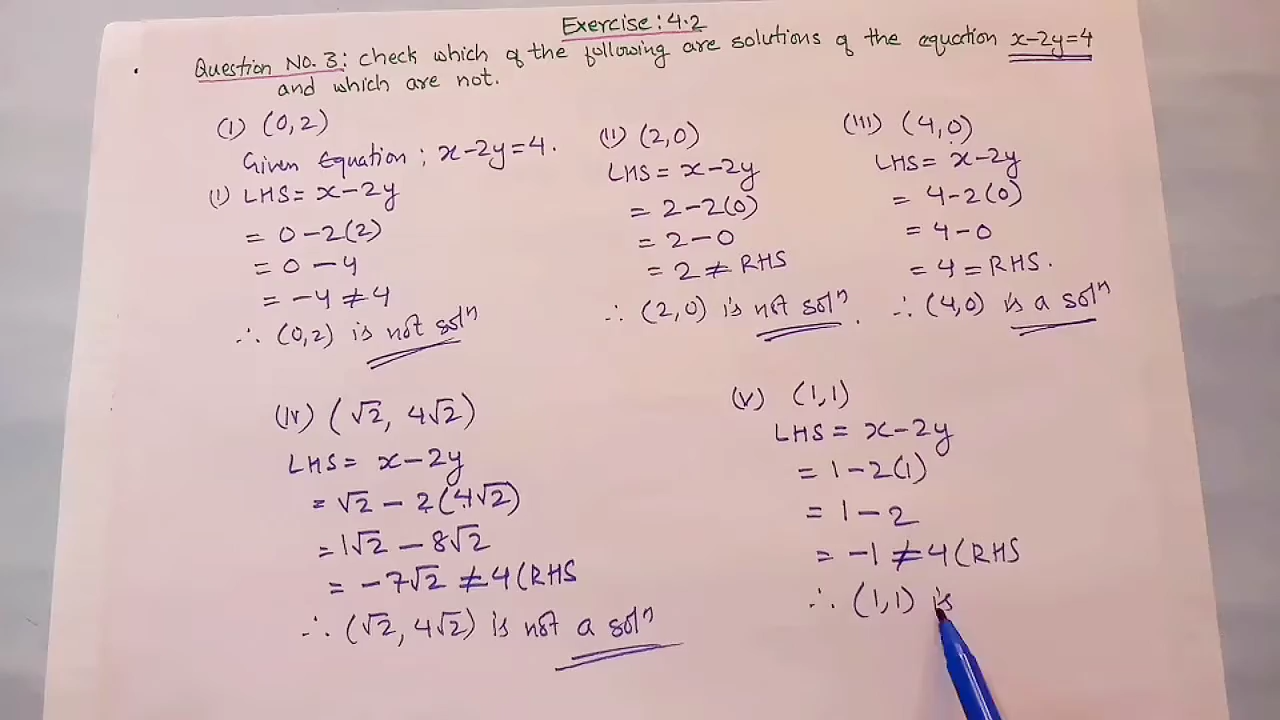 Exercise: 4.2
Question No. 3: check which of the following are solutions of the equation x-2y=4
and which are not.
(i) (0,2)
Given Equation; x-2y=4.
(i) LHS = x-2y
= 0-2(2)
= 0-4
= -4 ≠ 4
∴ (0,2) is not solⁿ
(ii) (2,0)
LHS = x-2y
= 2-2(0)
= 2-0
= 2 ≠ RHS
∴ (2,0) is not solⁿ.
(iii) (4,0)
LHS = x-2y
= 4-2(0)
= 4-0
= 4 = RHS.
∴ (4,0) is a solⁿ
(iv) (√2, 4√2)
LHS = x-2y
= √2 - 2(4√2)
= 1√2 - 8√2
= -7√2 ≠ 4(RHS
∴ (√2, 4√2) is not a solⁿ
(v) (1,1)
LHS = x-2y
= 1-2(1)
= 1-2
= -1 ≠ 4(RHS
∴ (1,1) is